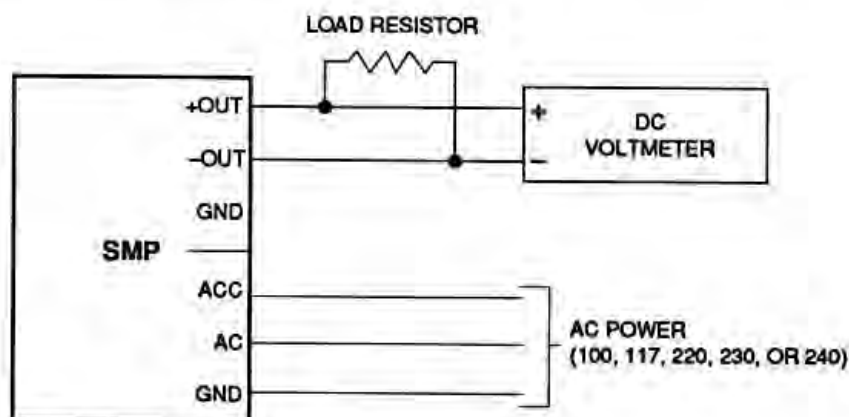 LOAD RESISTOR
+OUT
+
DC
VOLTMETER
–OUT
–
GND
SMP
ACC
AC
GND
AC POWER
(100, 117, 220, 230, OR 240)